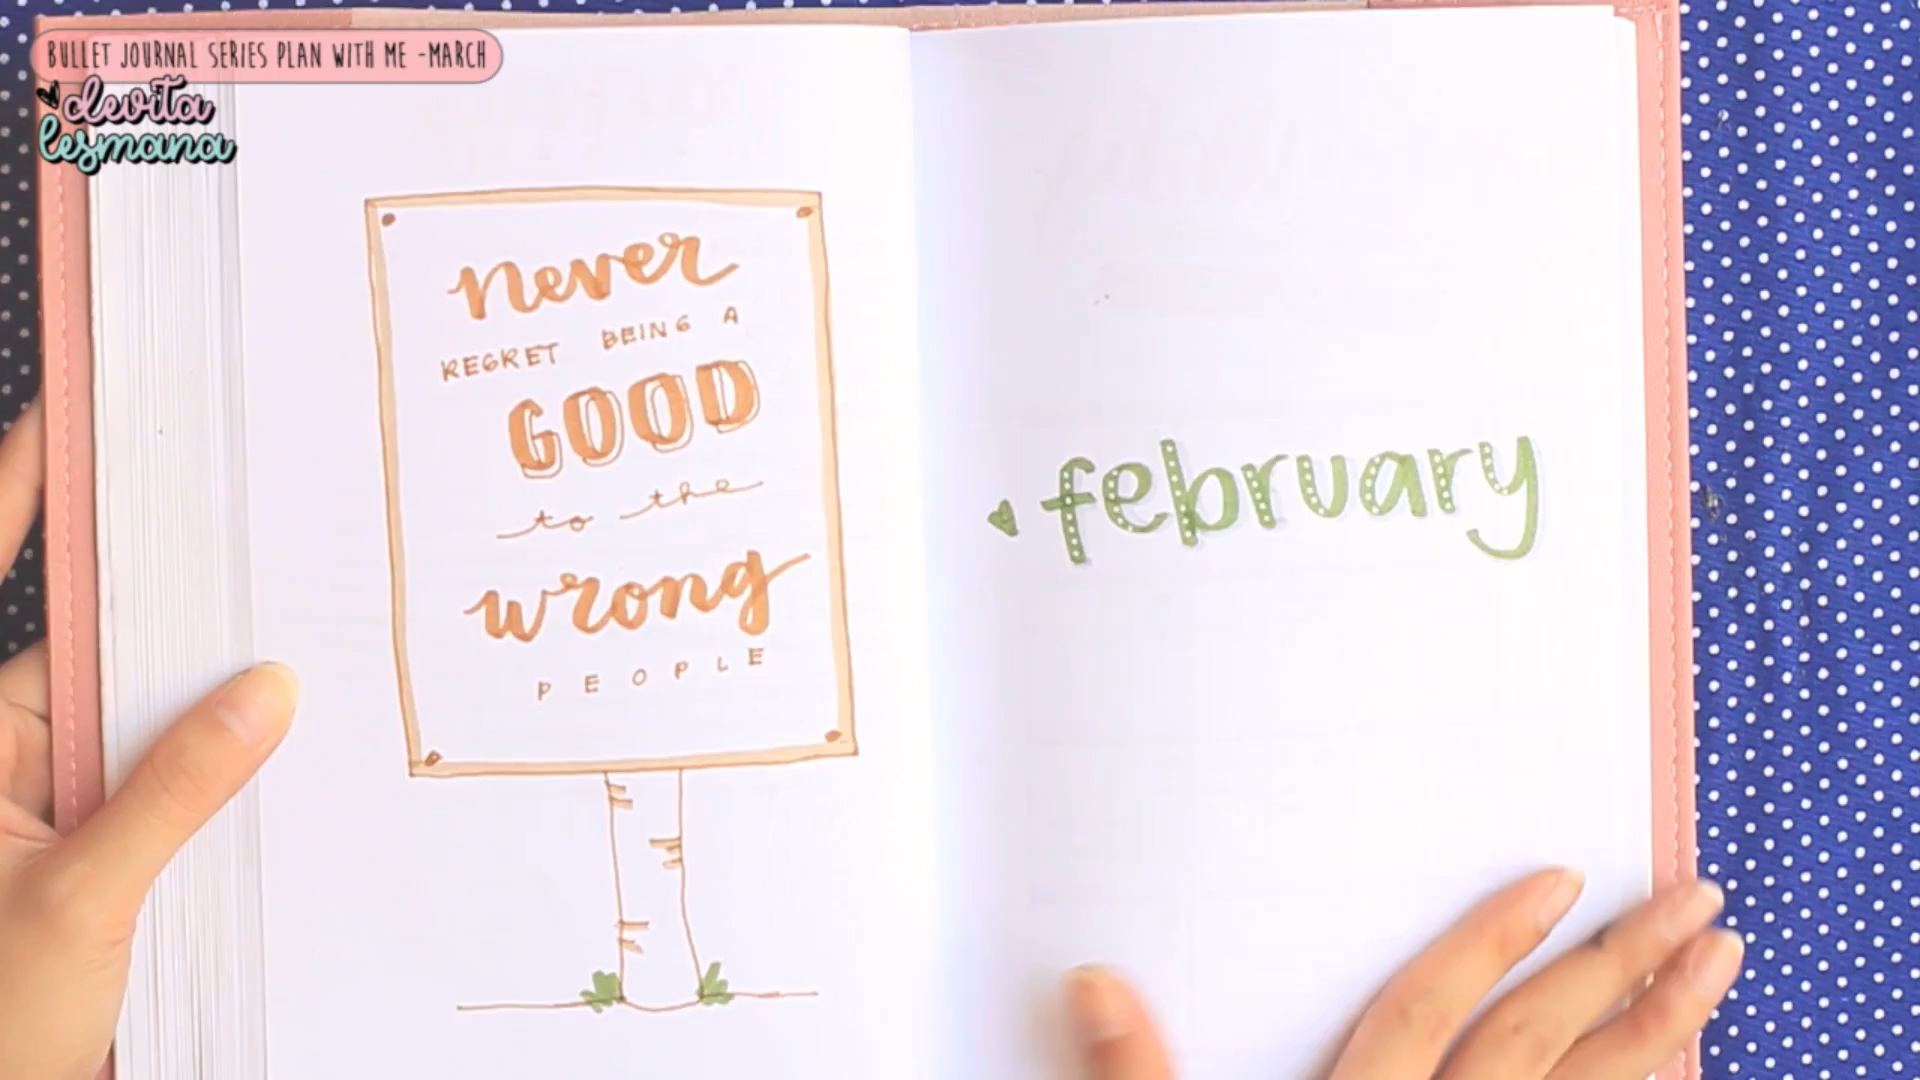 BULLET JOURNAL SERIES PLAN WITH ME -MARCH
devita
lesmana
never
REGRET BEING A
GOOD
to the
wrong
PEOPLE
february